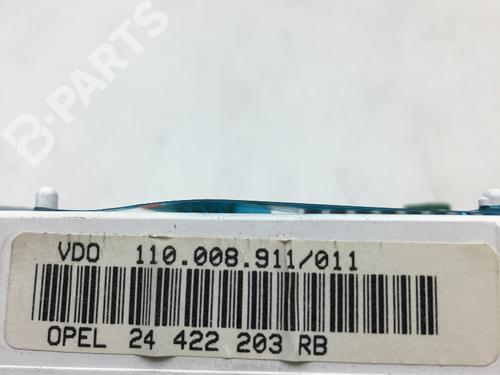 B-PARTS
VDO 110.008.911/011
OPEL 24 422 203 RB